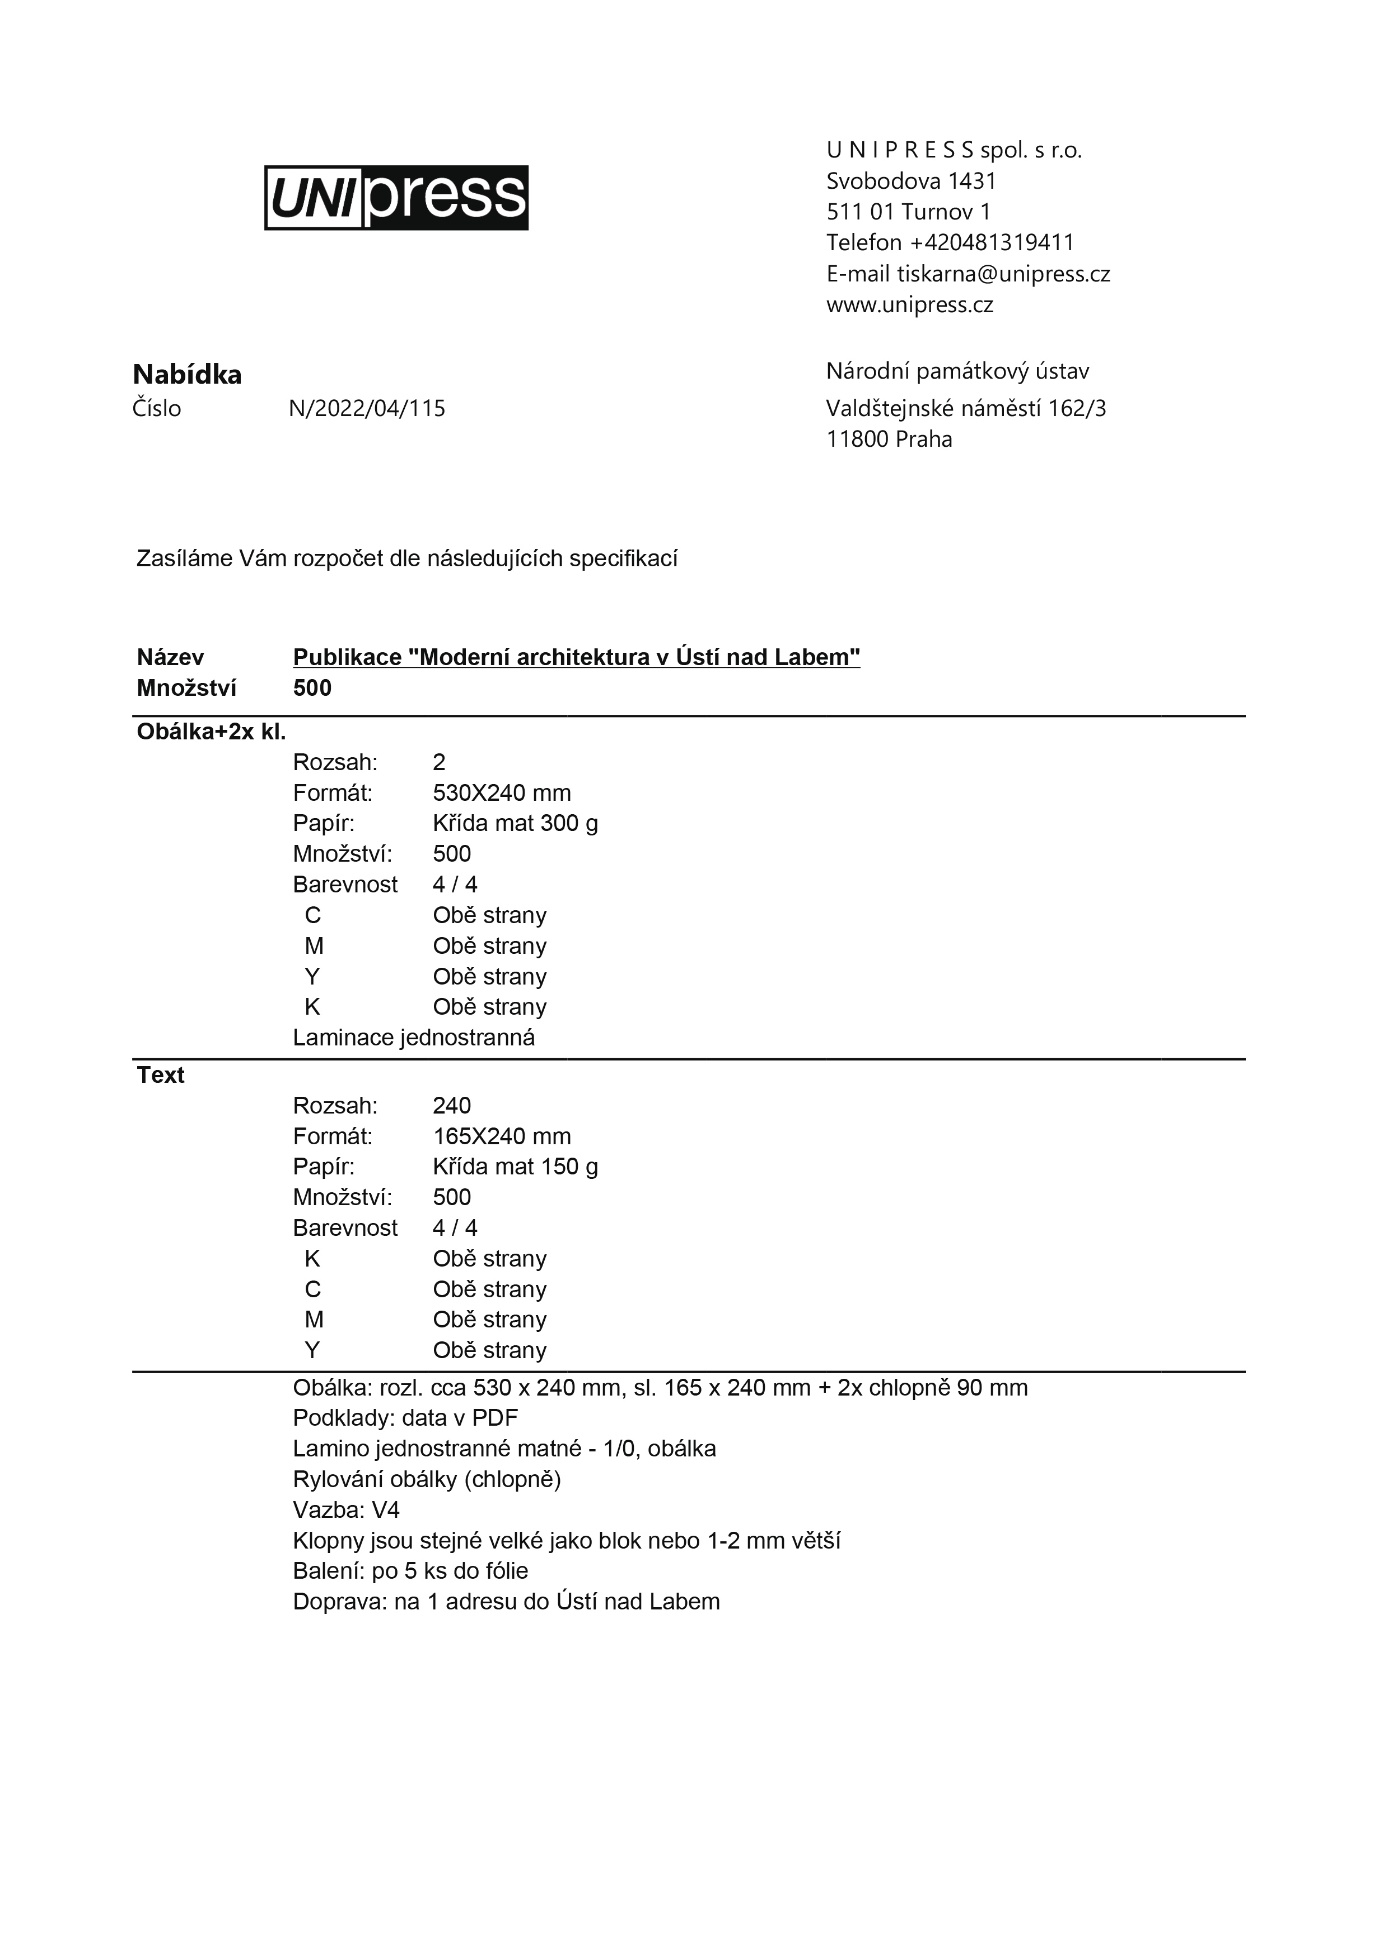 UNIpress
U N I P R E S S spol. s r.o.
Svobodova 1431
511 01 Turnov 1
Telefon +420481319411
E-mail tiskarna@unipress.cz
www.unipress.cz
Nabídka
Číslo N/2022/04/115
Národní památkový ústav
Valdštejnské náměstí 162/3
11800 Praha
Zasíláme Vám rozpočet dle následujících specifikací
Název Publikace "Moderní architektura v Ústí nad Labem"
Množství 500
Obálka+2x kl.
Rozsah: 2
Formát: 530X240 mm
Papír: Křída mat 300 g
Množství: 500
Barevnost 4 / 4
C Obě strany
M Obě strany
Y Obě strany
K Obě strany
Laminace jednostranná
Text
Rozsah: 240
Formát: 165X240 mm
Papír: Křída mat 150 g
Množství: 500
Barevnost 4 / 4
K Obě strany
C Obě strany
M Obě strany
Y Obě strany
Obálka: rozl. cca 530 x 240 mm, sl. 165 x 240 mm + 2x chlopně 90 mm
Podklady: data v PDF
Lamino jednostranné matné - 1/0, obálka
Rylování obálky (chlopně)
Vazba: V4
Klopny jsou stejné velké jako blok nebo 1-2 mm větší
Balení: po 5 ks do fólie
Doprava: na 1 adresu do Ústí nad Labem